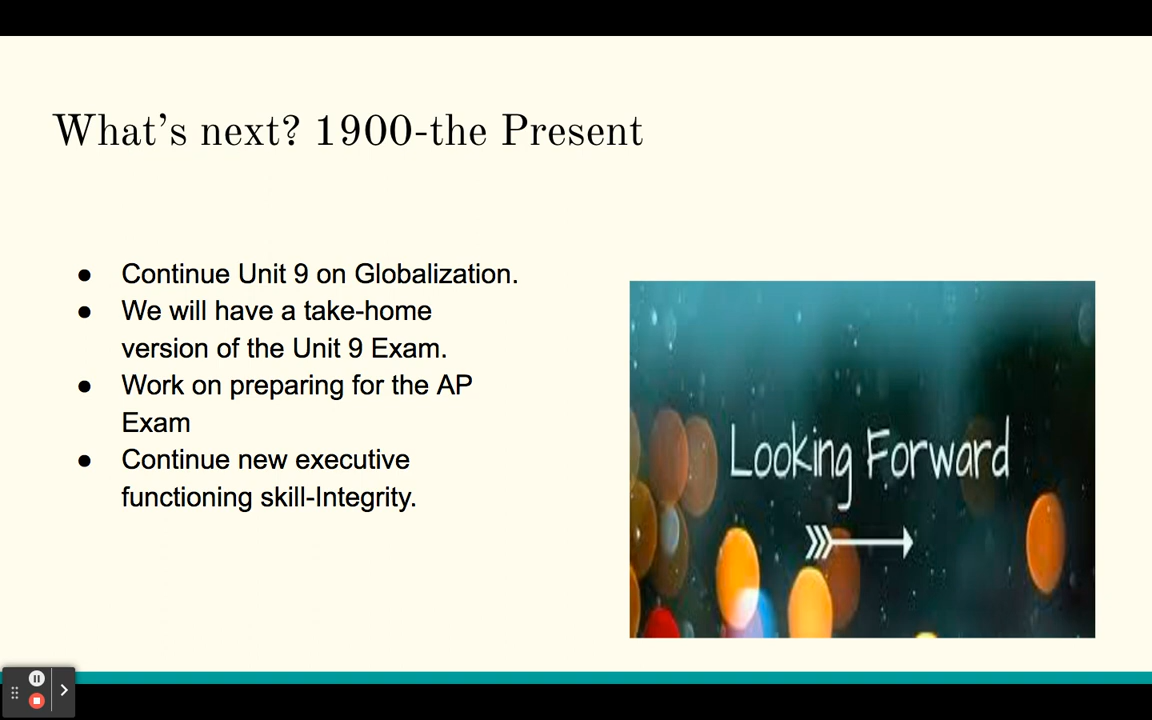 What’s next? 1900-the Present
● Continue Unit 9 on Globalization.
● We will have a take-home
version of the Unit 9 Exam.
● Work on preparing for the AP
Exam
● Continue new executive
functioning skill-Integrity.
Looking Forward